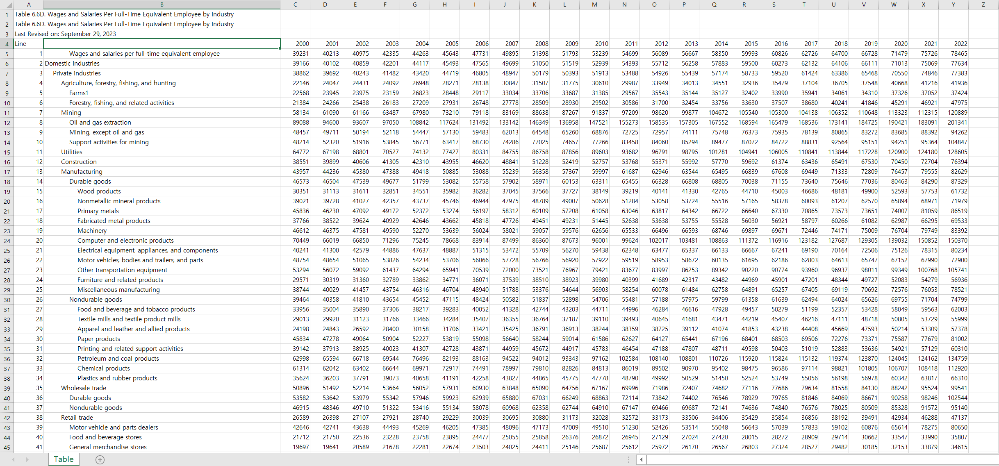 A B C D E F G H I J K L M N O P Q R S T U V W X Y Z
1 Table 6.6D. Wages and Salaries Per Full-Time Equivalent Employee by Industry
2 Table 6.6D. Wages and Salaries Per Full-Time Equivalent Employee by Industry
3 Last Revised on: September 29, 2023
4 Line 2000 2001 2002 2003 2004 2005 2006 2007 2008 2009 2010 2011 2012 2013 2014 2015 2016 2017 2018 2019 2020 2021 2022
5 1 Wages and salaries per full-time equivalent employee 39231 40213 40975 42335 44263 45643 47731 49895 51398 51793 53239 54699 56089 56667 58350 59993 60826 62726 64700 66728 71479 75726 78465
6 2 Domestic industries 39166 40102 40859 42201 44117 45493 47565 49699 51050 51519 52939 54393 55712 56258 57883 59500 60273 62132 64106 66111 71013 75069 77634
7 3 Private industries 38862 39692 40243 41482 43420 44719 46805 48947 50179 50393 51913 53488 54926 55439 57174 58733 59520 61424 63386 65468 70550 74846 77383
8 4 Agriculture, forestry, fishing, and hunting 22146 24047 24431 24092 26948 28271 28138 30847 31507 31775 30610 29987 33949 34013 34551 32936 35479 37104 36705 37548 40668 41216 41936
9 5 Farms1 22568 23945 23975 23159 26823 28448 29117 33034 33706 33687 31385 29567 35543 35144 35127 32402 33990 35941 34061 34310 37326 37052 37424
10 6 Forestry, fishing, and related activities 21384 24266 25438 26183 27209 27931 26748 27778 28509 28930 29502 30586 31700 32454 33756 33630 37507 38680 40241 41846 45291 46921 47975
11 7 Mining 58134 61090 61166 63487 67980 73210 79118 83169 88638 87267 91837 97209 98620 99877 104672 105540 105300 104138 106352 110648 113323 112315 120889
12 8 Oil and gas extraction 89088 94600 93607 97050 108842 117624 131492 133142 146349 136958 147521 155273 158535 157305 167552 168594 165479 168536 173141 184725 190421 183091 201341
13 9 Mining, except oil and gas 48457 49711 50194 52118 54447 57130 59483 62013 64548 65260 68876 72725 72957 74111 75748 76373 75935 78139 80865 83272 83685 88392 94262
14 10 Support activities for mining 48214 52320 51916 53845 56771 63417 68730 74286 77025 74657 77266 83458 84060 85294 89477 87072 84722 88831 92564 95151 94251 95364 104847
15 11 Utilities 64772 67198 68801 70527 74132 77427 80331 84755 86758 87856 89603 93682 96791 98795 101281 104941 106005 110841 113844 117228 120900 124180 128605
16 12 Construction 38551 39899 40606 41305 42310 43955 46620 48841 51228 52419 52757 53768 55371 55992 57770 59692 61374 63436 65491 67530 70450 72704 76394
17 13 Manufacturing 43957 44236 45380 47388 49418 50885 53088 55239 56358 57367 59997 61687 62946 63544 65495 66839 67608 69449 71333 72809 76457 79555 82629
18 14 Durable goods 46573 46504 47539 49677 51799 53082 55758 57902 58971 60153 63311 65455 66328 66808 68805 70038 71155 73640 75646 77036 80463 84290 87329
19 15 Wood products 30351 31113 31611 32851 34551 35982 36282 37045 37566 37727 38149 39219 40141 41330 42765 44710 45003 46686 48181 49900 52593 57753 61732
20 16 Nonmetallic mineral products 39021 39728 41027 42357 43737 45746 46944 47975 48789 49007 50628 51284 53058 53724 55516 57165 58378 60093 61207 62570 65894 68971 71979
21 17 Primary metals 45836 46230 47092 49172 52372 53274 56197 58312 60109 57208 61058 63046 63817 64342 66722 66640 67330 70865 73573 73651 74007 81059 86519
22 18 Fabricated metal products 37766 38522 39624 40929 42646 43662 45818 47726 49451 49231 51445 52638 53638 53755 55528 56030 56921 58797 60266 61082 62987 66295 69533
23 19 Machinery 46612 46375 47581 49590 52270 53639 56024 58021 59057 59576 62656 65533 66496 66593 68746 69897 69671 72446 74171 75009 76704 79749 83392
24 20 Computer and electronic products 70449 66019 66850 71296 75245 78668 83914 87499 86360 87673 96001 99624 102017 103481 108863 111372 116916 123182 127687 129305 139032 150852 150370
25 21 Electrical equipment, appliances, and components 40241 41300 42579 44886 47637 48887 51315 53472 55709 56270 59438 62348 63477 65337 66133 66667 67241 69190 70164 72506 75126 78315 80234
26 22 Motor vehicles, bodies and trailers, and parts 48754 48654 51065 53826 54234 53706 56066 57728 56766 56920 57922 59519 58953 58672 60135 61695 62186 62803 64613 65747 67152 67990 72900
27 23 Other transportation equipment 53294 56072 59092 61437 64294 65941 70539 72000 73521 76967 79421 83677 83997 86253 89342 90220 90774 93960 96937 98011 99349 100768 105741
28 24 Furniture and related products 29571 30319 31360 32789 33862 34771 36071 37539 38510 38923 39980 40399 41689 42317 43482 44969 45901 47201 48344 49727 52083 54279 56936
29 25 Miscellaneous manufacturing 38744 40029 41457 43754 46316 46704 48940 51788 53376 54644 56903 58254 60078 61484 62758 64891 65257 67405 69119 70692 72576 76053 78521
30 26 Nondurable goods 39464 40358 41810 43654 45452 47115 48424 50582 51837 52898 54706 55481 57188 57975 59799 61358 61639 62494 64024 65626 69755 71704 74799
31 27 Food and beverage and tobacco products 33956 35004 35890 37306 38217 39283 40052 41328 42744 43203 44711 44996 46284 46616 47928 49457 50279 51199 52357 53428 58049 59563 62003
32 28 Textile mills and textile product mills 29013 29920 31123 31766 33466 34284 35407 36355 36764 37187 39110 39493 40645 41681 43471 44219 45407 46216 47111 48718 50805 53729 55999
33 29 Apparel and leather and allied products 24198 24843 26592 28400 30158 31706 33421 35425 36791 36913 38244 38359 38725 39112 41074 41853 43238 44408 45669 47593 50214 53309 57378
34 30 Paper products 45834 47278 49064 50904 52227 53819 55098 56640 58244 59014 61586 62627 64127 65441 67196 68401 68503 69506 72276 73371 75587 77679 81002
35 31 Printing and related support activities 39142 37913 38925 40023 41307 42728 43871 44959 45672 44917 45783 46454 47188 47807 48711 49598 50403 51019 52883 53636 54921 57129 60310
36 32 Petroleum and coal products 62998 65594 66718 69544 76496 82193 88163 94522 94012 93343 97162 102584 108140 108801 110726 115920 115824 115132 119374 123870 124045 124162 134759
37 33 Chemical products 61314 62042 63402 66644 69971 72917 74491 78997 79810 82826 84813 86019 89502 90970 95402 98475 96586 97114 98821 101805 106707 108418 112920
38 34 Plastics and rubber products 35624 36203 37791 39073 40658 41191 42258 43827 44865 45775 47778 48790 49992 50529 51450 52524 53749 55056 56198 56978 60342 63817 66310
39 35 Wholesale trade 50896 51492 52214 53664 56052 57931 60930 63848 65090 64756 67167 69996 71986 72407 74682 77116 77686 79634 81558 84130 88242 95524 99541
40 36 Durable goods 53582 53642 53979 55342 57946 59923 62939 65880 67031 66249 68863 72114 73842 74402 76546 78929 79765 81846 84069 86671 90258 98246 102544
41 37 Nondurable goods 46915 48346 49710 51322 53416 55134 58078 60968 62358 62744 64910 67147 69466 69687 72141 74636 74840 76576 78025 80509 85328 91572 95140
42 38 Retail trade 26589 26398 27107 27921 28740 29229 30039 30695 30880 31173 32028 32572 33173 33506 34406 35429 35854 36856 38192 39491 42934 46288 47137
43 39 Motor vehicle and parts dealers 42646 42741 43638 44493 45269 46205 47385 48096 47173 47009 49510 51230 52426 53514 55048 56643 57039 57833 59102 60876 65614 78275 80650
44 40 Food and beverage stores 21712 21750 22536 23228 23758 23895 24477 25055 25858 26376 26872 26945 27129 27024 27420 28015 28272 28909 29714 30662 33547 33990 35807
45 41 General merchandise stores 19697 19641 20589 21678 22281 22674 23503 24025 24411 25146 25687 25612 25972 26170 26567 26803 27324 28527 29482 30185 32153 33879 34615
Table